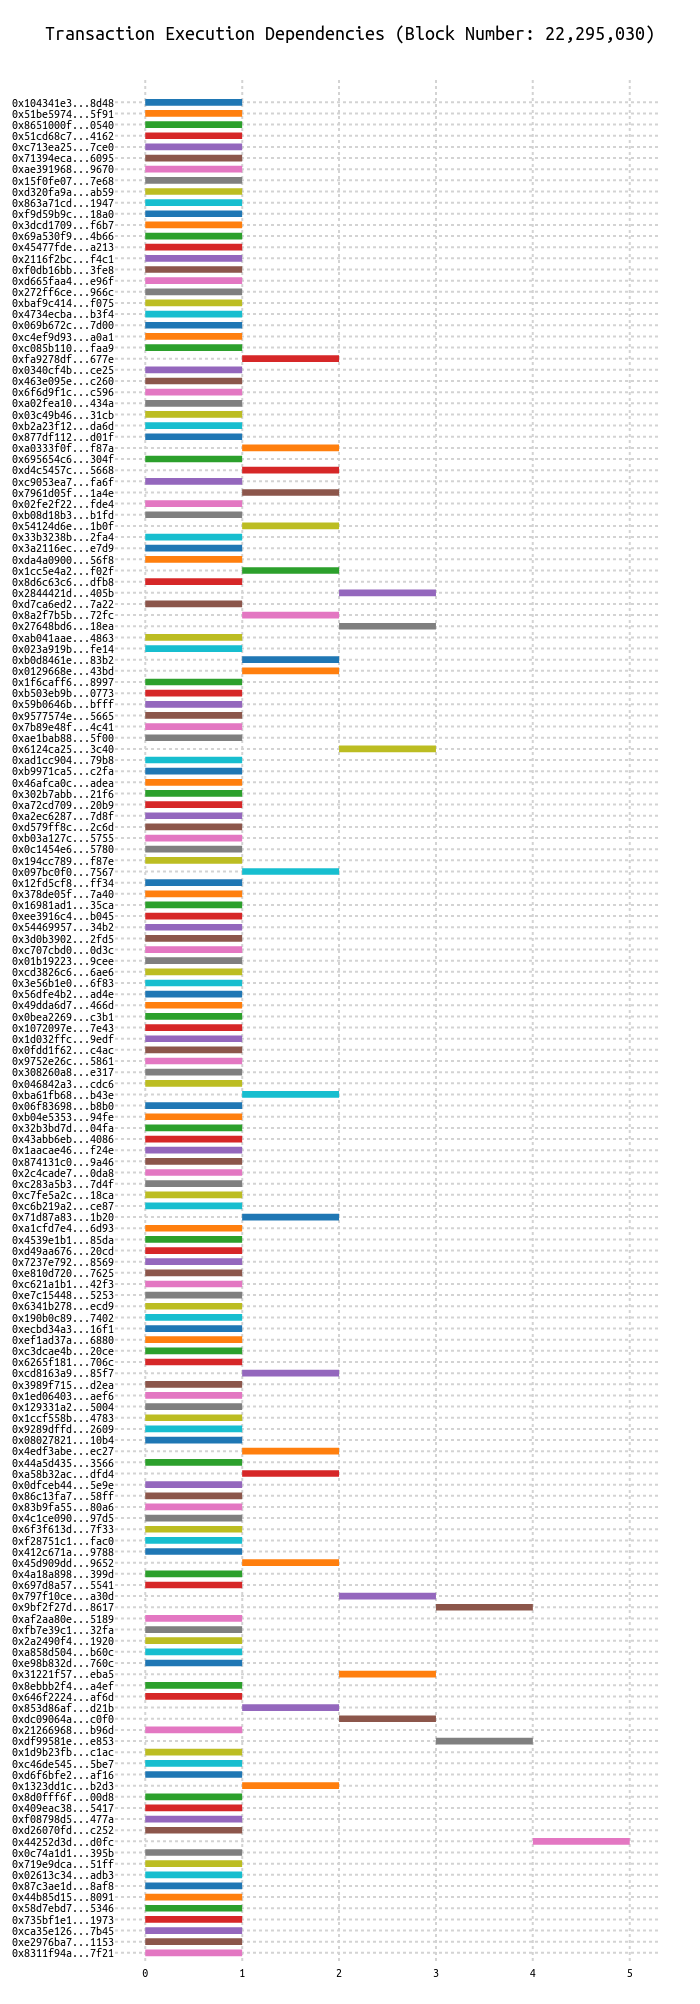 Transaction Execution Dependencies (Block Number: 22,295,030)
0x104341e3...8d48
0x51be5974...5f91
0x8651000f...0540
0x51cd68c7...4162
0xc713ea25...7ce0
0x71394eca...6095
0xae391968...9670
0x15f0fe07...7e68
0xd320fa9a...ab59
0x863a71cd...1947
0xf9d59b9c...18a0
0x3dcd1709...f6b7
0x69a530f9...4b66
0x45477fde...a213
0x2116f2bc...f4c1
0xf0db16bb...3fe8
0xd665faa4...e96f
0x272ff6ce...966c
0xbaf9c414...f075
0x4734ecba...b3f4
0x069b672c...7d00
0xc4ef9d93...a0a1
0xc085b110...faa9
0xfa9278df...677e
0x0340cf4b...ce25
0x463e095e...c260
0x6f6d9f1c...c596
0xa02fea10...434a
0x03c49b46...31cb
0xb2a23f12...da6d
0x877df112...d01f
0xa0333f0f...f87a
0x695654c6...304f
0xd4c5457c...5668
0xc9053ea7...fa6f
0x7961d05f...1a4e
0x02fe2f22...fde4
0xb08d18b3...b1fd
0x54124d6e...1b0f
0x33b3238b...2fa4
0x3a2116ec...e7d9
0xda4a0900...56f8
0x1cc5e4a2...f02f
0x8d6c63c6...dfb8
0x2844421d...405b
0xd7ca6ed2...7a22
0x8a2f7b5b...72fc
0x27648bd6...18ea
0xab041aae...4863
0x023a919b...fe14
0xb0d8461e...83b2
0x0129668e...43bd
0x1f6caff6...8997
0xb503eb9b...0773
0x59b0646b...bfff
0x9577574e...5665
0x7b89e48f...4c41
0xae1bab88...5f00
0x6124ca25...3c40
0xad1cc904...79b8
0xb9971ca5...c2fa
0x46afca0c...adea
0x302b7abb...21f6
0xa72cd709...20b9
0xa2ec6287...7d8f
0xd579ff8c...2c6d
0xb03a127c...5755
0x0c1454e6...5780
0x194cc789...f87e
0x097bc0f0...7567
0x12fd5cf8...ff34
0x378de05f...7a40
0x16981ad1...35ca
0xee3916c4...b045
0x54469957...34b2
0x3d0b3902...2fd5
0xc707cbd0...0d3c
0x01b19223...9cee
0xcd3826c6...6ae6
0x3e56b1e0...6f83
0x56dfe4b2...ad4e
0x49dda6d7...466d
0x0bea2269...c3b1
0x1072097e...7e43
0x1d032ffc...9edf
0x0fdd1f62...c4ac
0x9752e26c...5861
0x308260a8...e317
0x046842a3...cdc6
0xba61fb68...b43e
0x06f83698...b8b0
0xb04e5353...94fe
0x32b3bd7d...04fa
0x43abb6eb...4086
0x1aacae46...f24e
0x874131c0...9a46
0x2c4cade7...0da8
0xc283a5b3...7d4f
0xc7fe5a2c...18ca
0xc6b219a2...ce87
0x71d87a83...1b20
0xa1cfd7e4...6d93
0x4539e1b1...85da
0xd49aa676...20cd
0x7237e792...8569
0xe810d720...7625
0xc621a1b1...42f3
0xe7c15448...5253
0x6341b278...ecd9
0x190b0c89...7402
0xecbd34a3...16f1
0xef1ad37a...6880
0xc3dcae4b...20ce
0x6265f181...706c
0xcd8163a9...85f7
0x3989f715...d2ea
0x1ed06403...aef6
0x129331a2...5004
0x1ccf558b...4783
0x9289dffd...2609
0x08027821...10b4
0x4edf3abe...ec27
0x44a5d435...3566
0xa58b32ac...dfd4
0x0dfceb44...5e9e
0x86c13fa7...58ff
0x83b9fa55...80a6
0x4c1ce090...97d5
0x6f3f613d...7f33
0xf28751c1...fac0
0x412c671a...9788
0x45d909dd...9652
0x4a18a898...399d
0x697d8a57...5541
0x797f10ce...a30d
0x9bf2f27d...8617
0xaf2aa80e...5189
0xfb7e39c1...32fa
0x2a2490f4...1920
0xa858d504...b60c
0xe98b832d...760c
0x31221f57...eba5
0x8ebbb2f4...a4ef
0x646f2224...af6d
0x853d86af...d21b
0xdc09064a...c0f0
0x21266968...b96d
0xdf99581e...e853
0x1d9b23fb...c1ac
0xc46de545...5be7
0xd6f6bfe2...af16
0x1323dd1c...b2d3
0x8d0fff6f...00d8
0x409eac38...5417
0xf08798d5...477a
0xd26070fd...c252
0x44252d3d...d0fc
0x0c74a1d1...395b
0x719e9dca...51ff
0x02613c34...adb3
0x87c3ae1d...8af8
0x44b85d15...8091
0x58d7ebd7...5346
0x735bf1e1...1973
0xca35e126...7b45
0xe2976ba7...1153
0x8311f94a...7f21
0 1 2 3 4 5